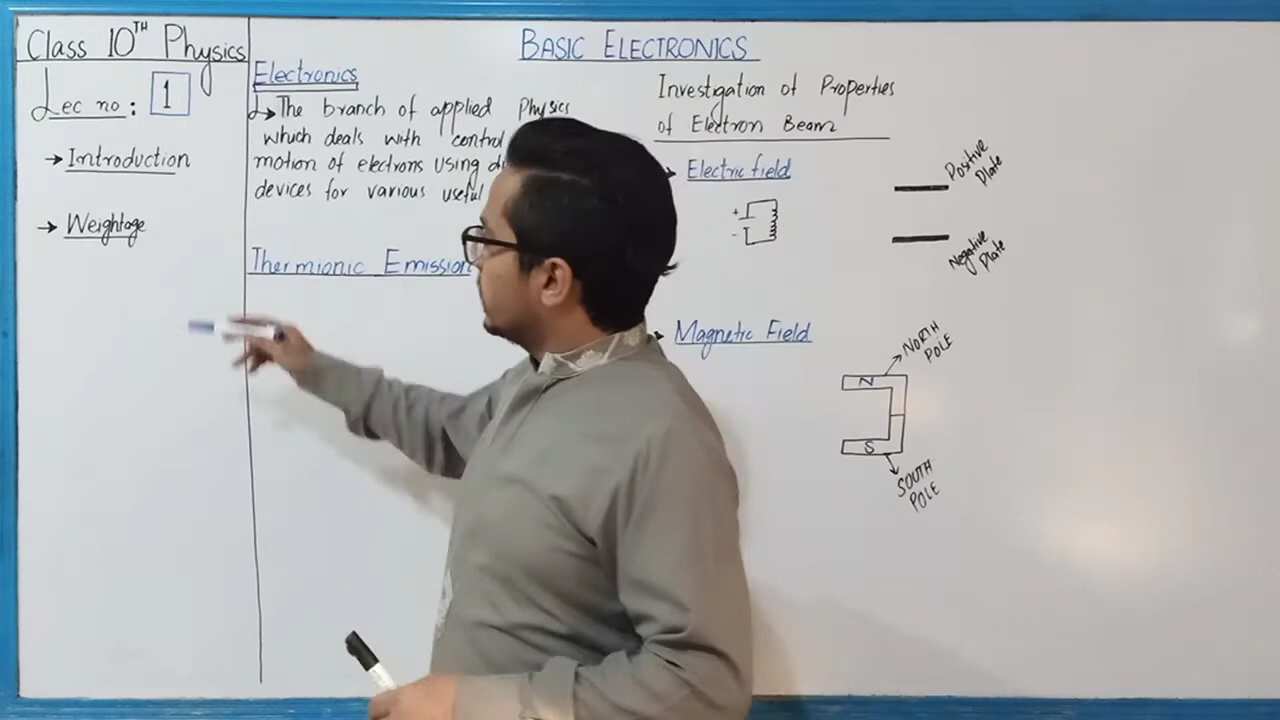 Class 10TH Physics
Lec no: 1
→ Introduction
→ Weightage
BASIC ELECTRONICS
Electronics
↳ The branch of applied Physics
which deals with control
motion of electrons using
devices for various useful
Thermionic Emission
Investigation of Properties
of Electron Beam
Electric field
+
-
Positive
Plate
Negative
Plate
Magnetic Field
NORTH
POLE
N
S
SOUTH
POLE